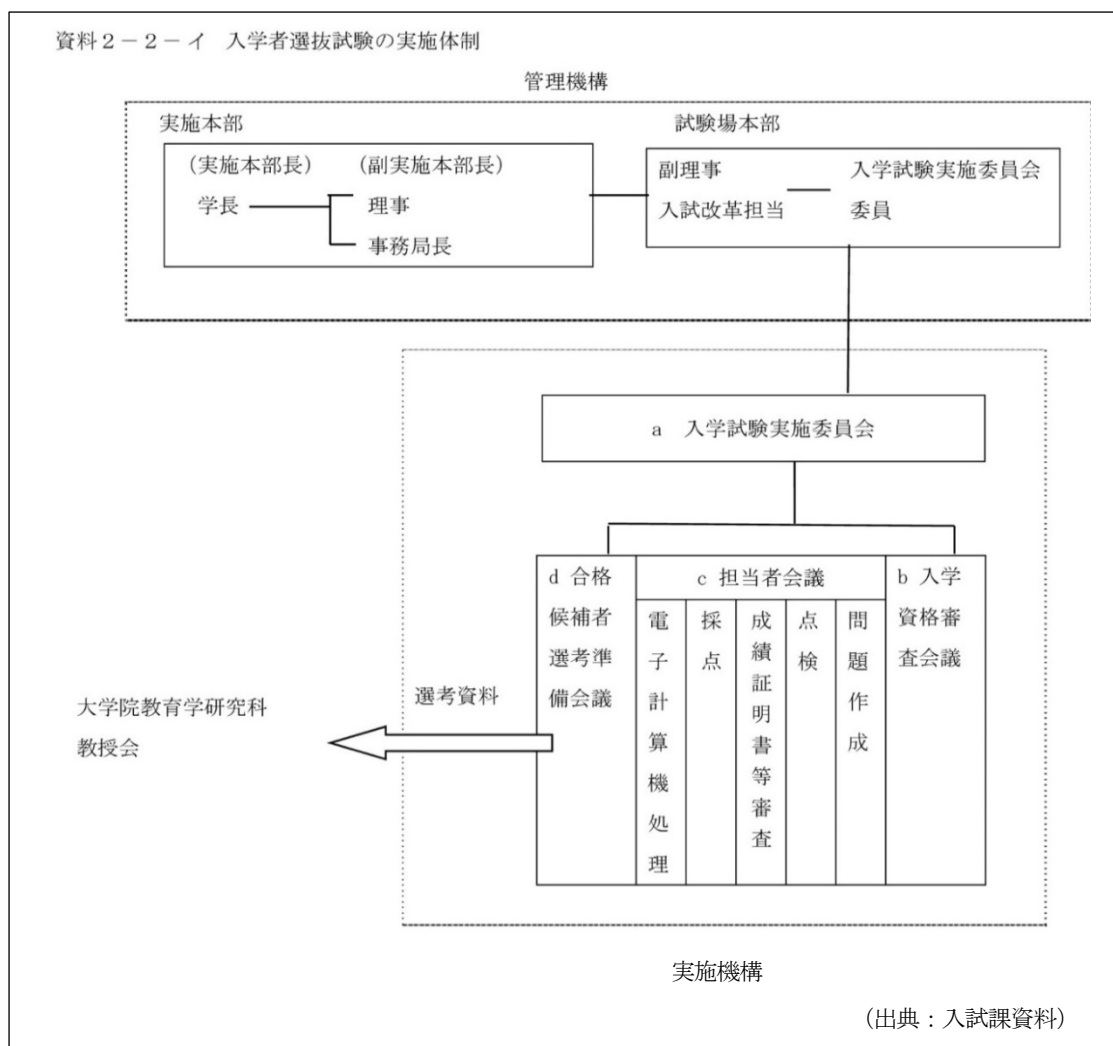 資料2-2-イ 入学者選抜試験の実施体制
管理機構
実施本部
(実施本部長) (副実施本部長)
学長
理事
事務局長
試験場本部
副理事
入試改革担当
入学試験実施委員会
委員
a 入学試験実施委員会
d 合格
候補者
選考準
備会議
c 担当者会議
電子計算機処理
採点
成績証明書等審査
点検
問題作成
b 入学
資格審
査会議
選考資料
大学院教育学研究科
教授会
実施機構
(出典:入試課資料)